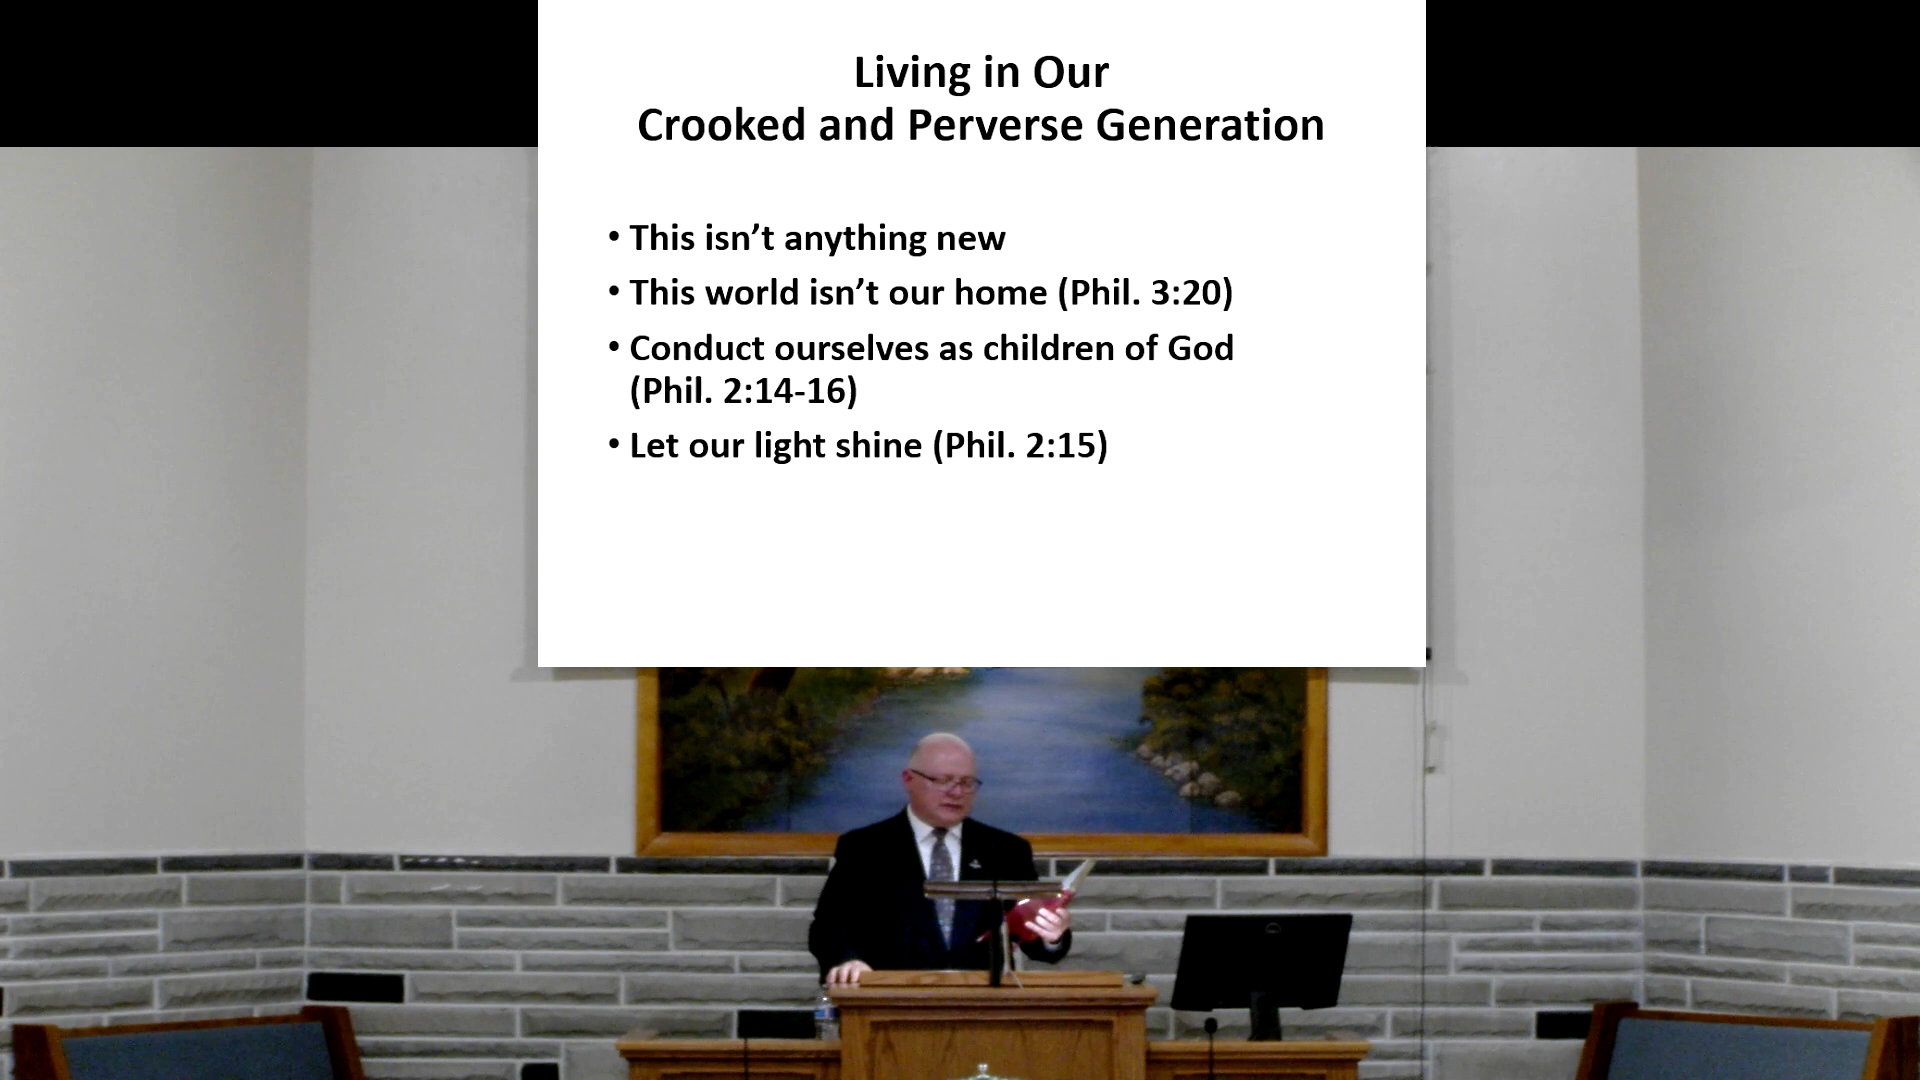 Living in Our
Crooked and Perverse Generation
• This isn’t anything new
• This world isn’t our home (Phil. 3:20)
• Conduct ourselves as children of God
(Phil. 2:14-16)
• Let our light shine (Phil. 2:15)